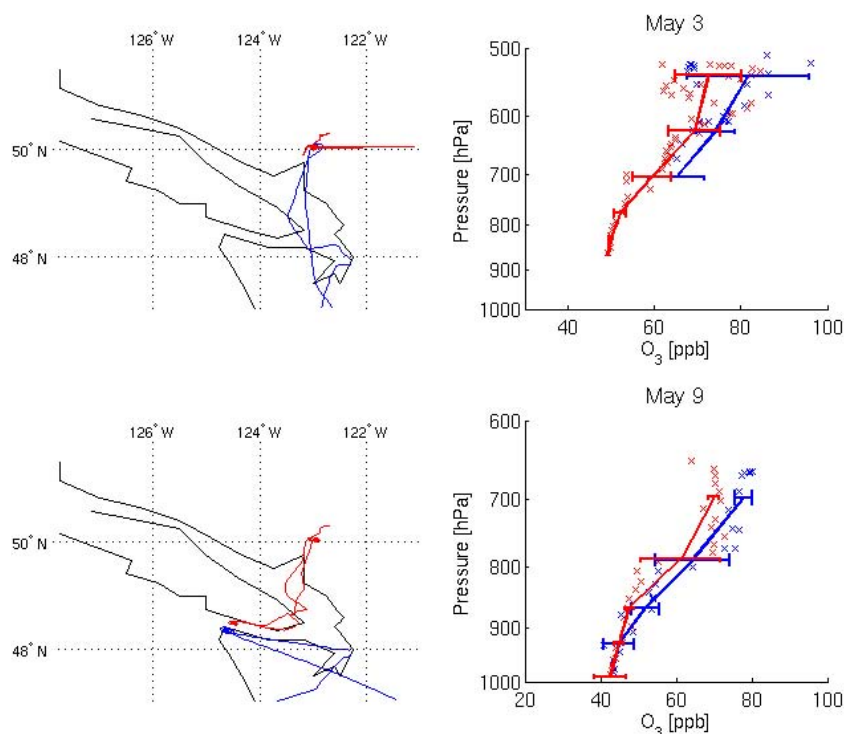 126° W 124° W 122° W
50° N
48° N
May 3
Pressure [hPa]
500
600
700
800
900
1000
40 60 80 100
O₃ [ppb]
126° W 124° W 122° W
50° N
48° N
May 9
Pressure [hPa]
600
700
800
900
1000
20 40 60 80 100
O₃ [ppb]